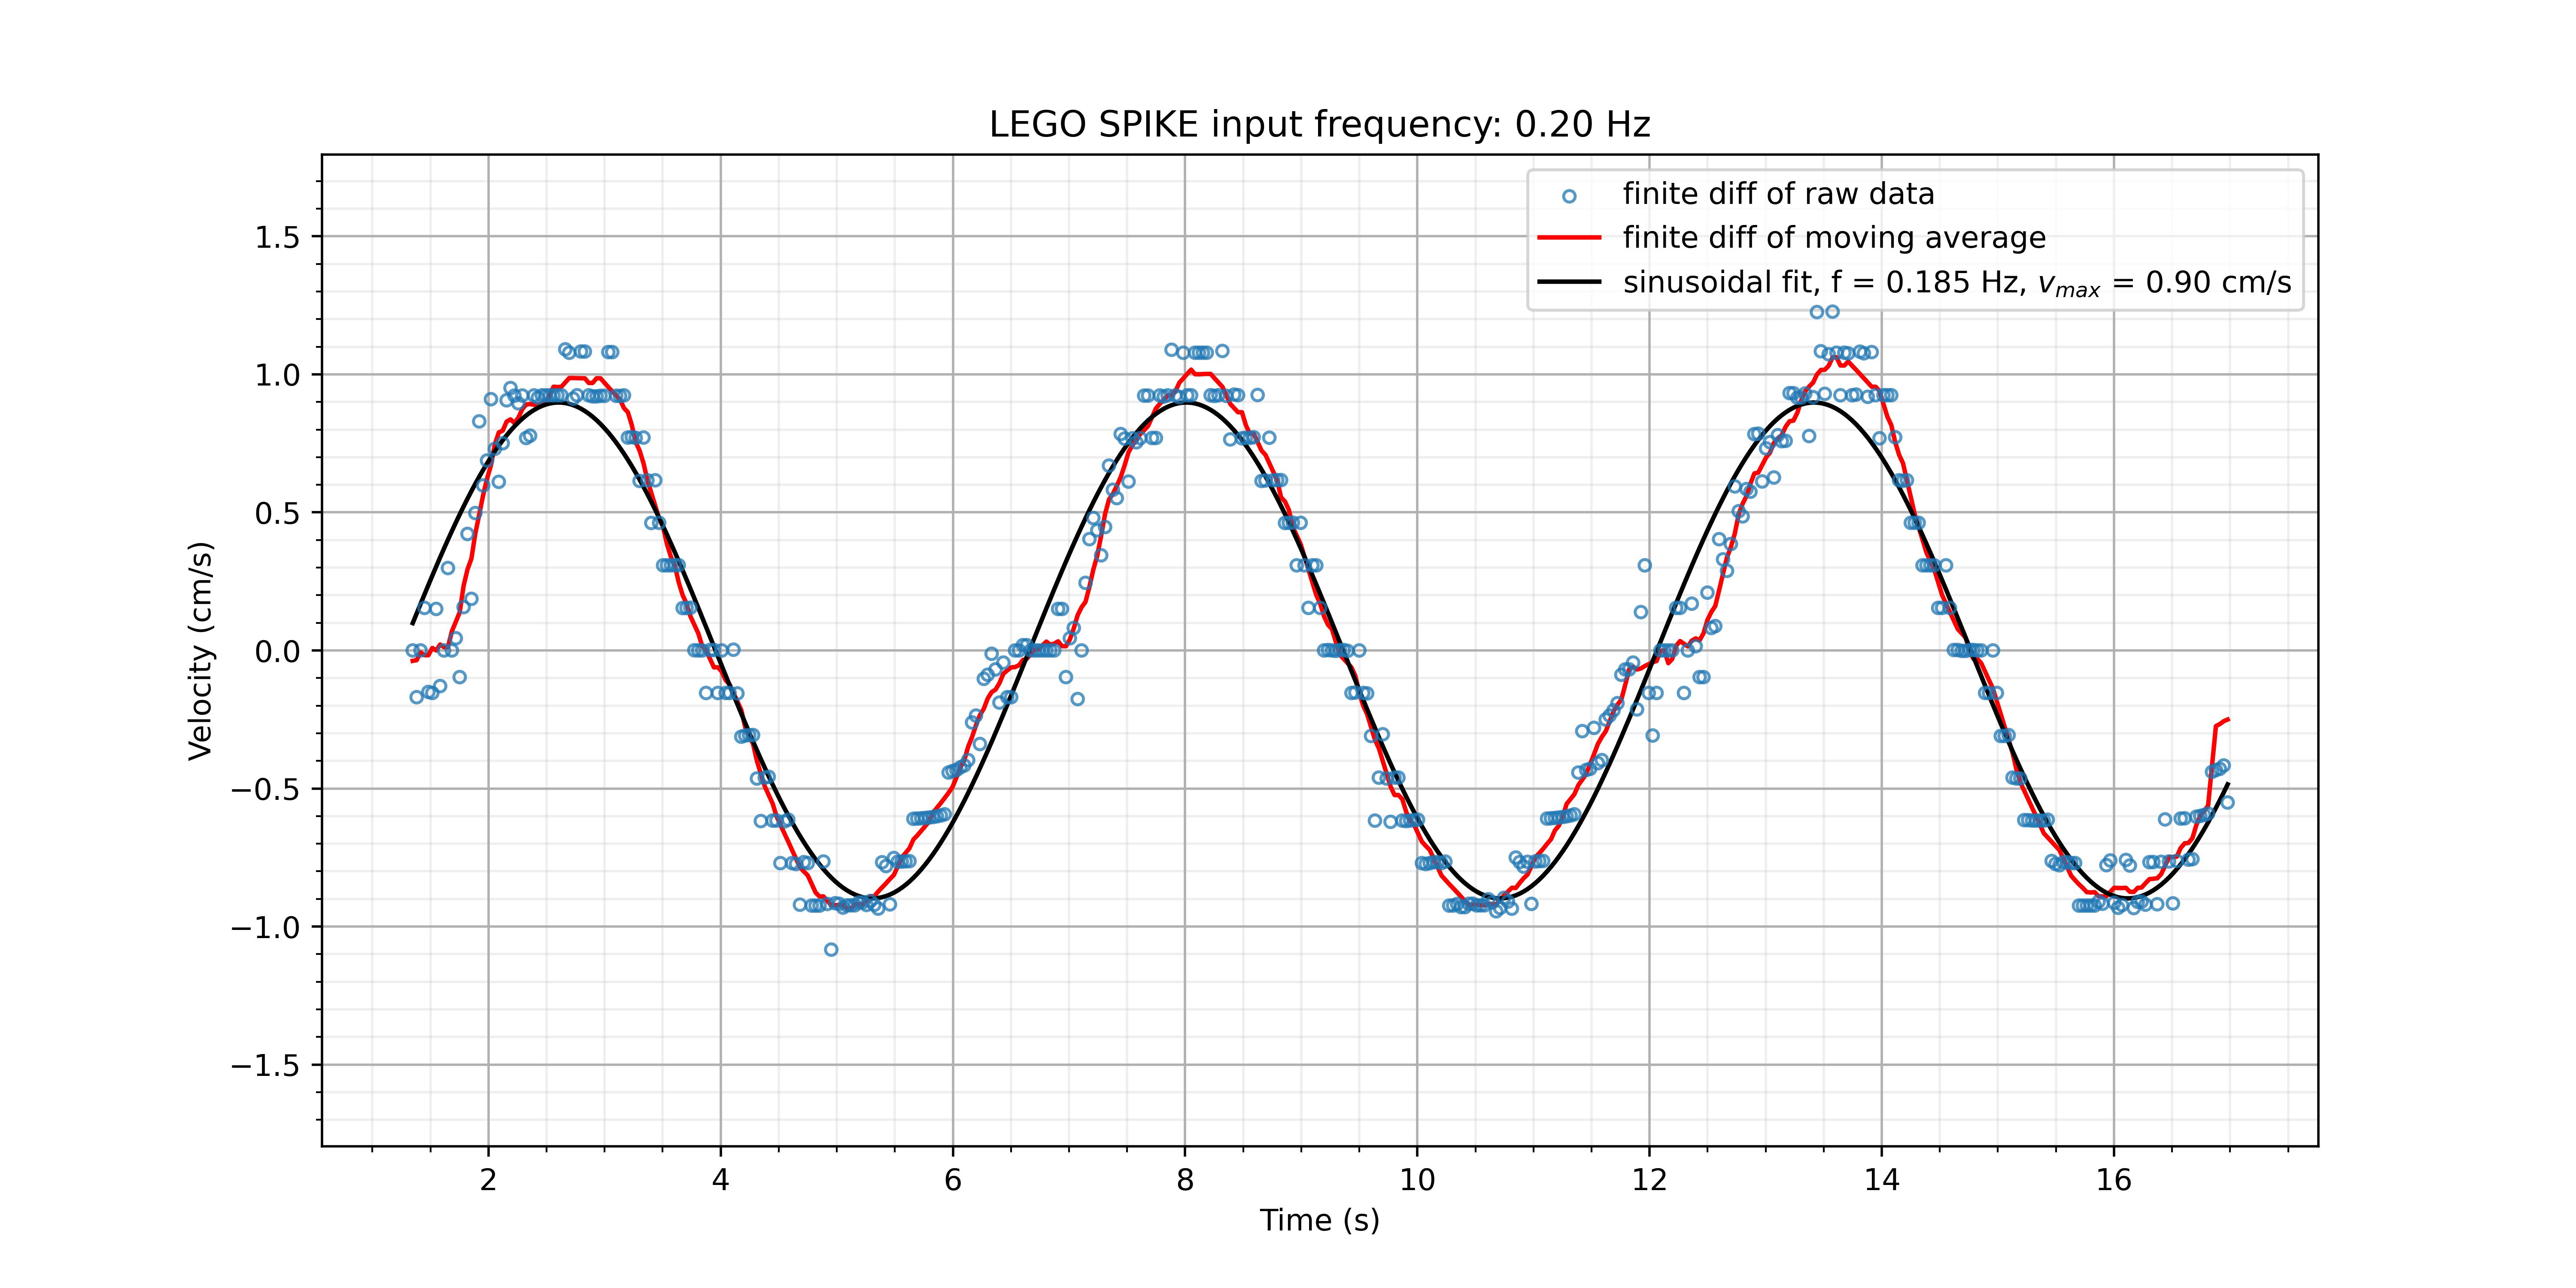 LEGO SPIKE input frequency: 0.20 Hz
finite diff of raw data
finite diff of moving average
sinusoidal fit, f = 0.185 Hz, vmax = 0.90 cm/s
Velocity (cm/s)
1.5
1.0
0.5
0.0
−0.5
−1.0
−1.5
2 4 6 8 10 12 14 16
Time (s)